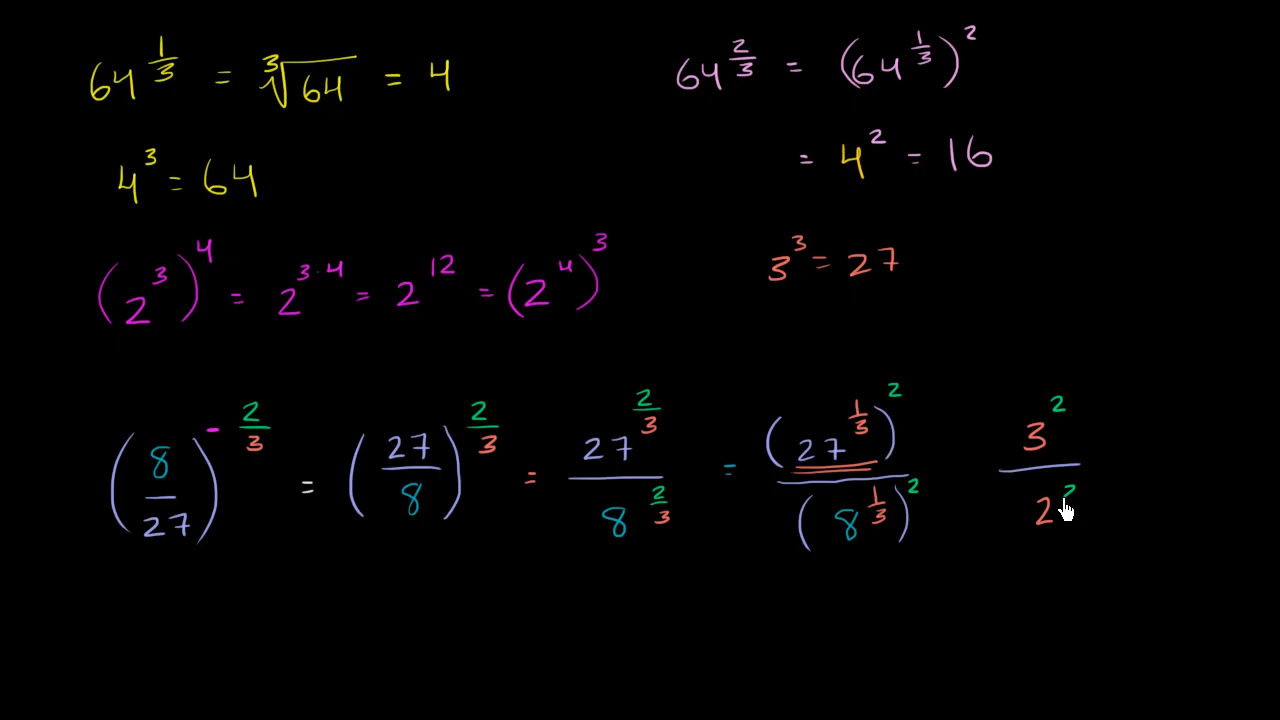 64^(1/3) = ∛64 = 4
64^(2/3) = (64^(1/3))^2
4^3 = 64
= 4^2 = 16
(2^3)^4 = 2^(3·4) = 2^12 = (2^4)^3
3^3 = 27
(8/27)^(-2/3) = (27/8)^(2/3) = 27^(2/3)/8^(2/3) = (27^(1/3))^2/(8^(1/3))^2 3^2/2^2